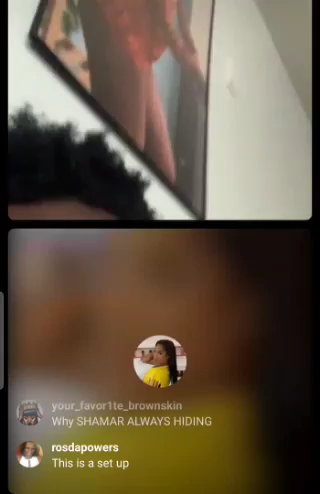 your_favor1te_brownskin
Why SHAMAR ALWAYS HIDING
rosdapowers
This is a set up